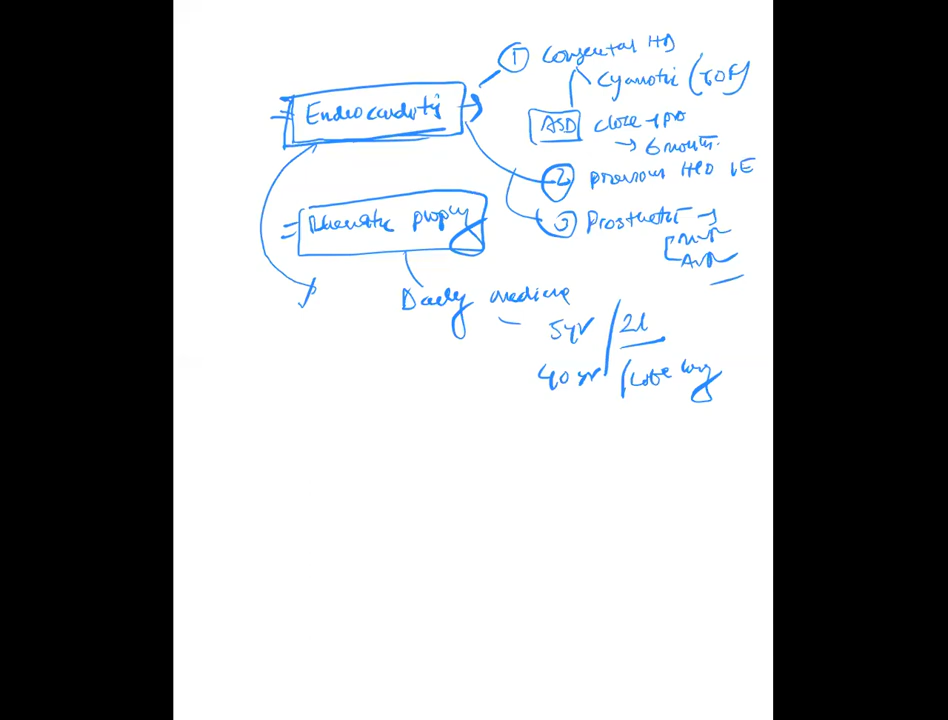 ① Congenital HD
Cyanotic (TOF)
= Endocarditis
ASD close
→ 6 months
② previous H/O IE
③ Prosthetic →
MVR
AVR
= Rheumatic prophy
Daily medicine
5 yr / 21
40 yr / life long